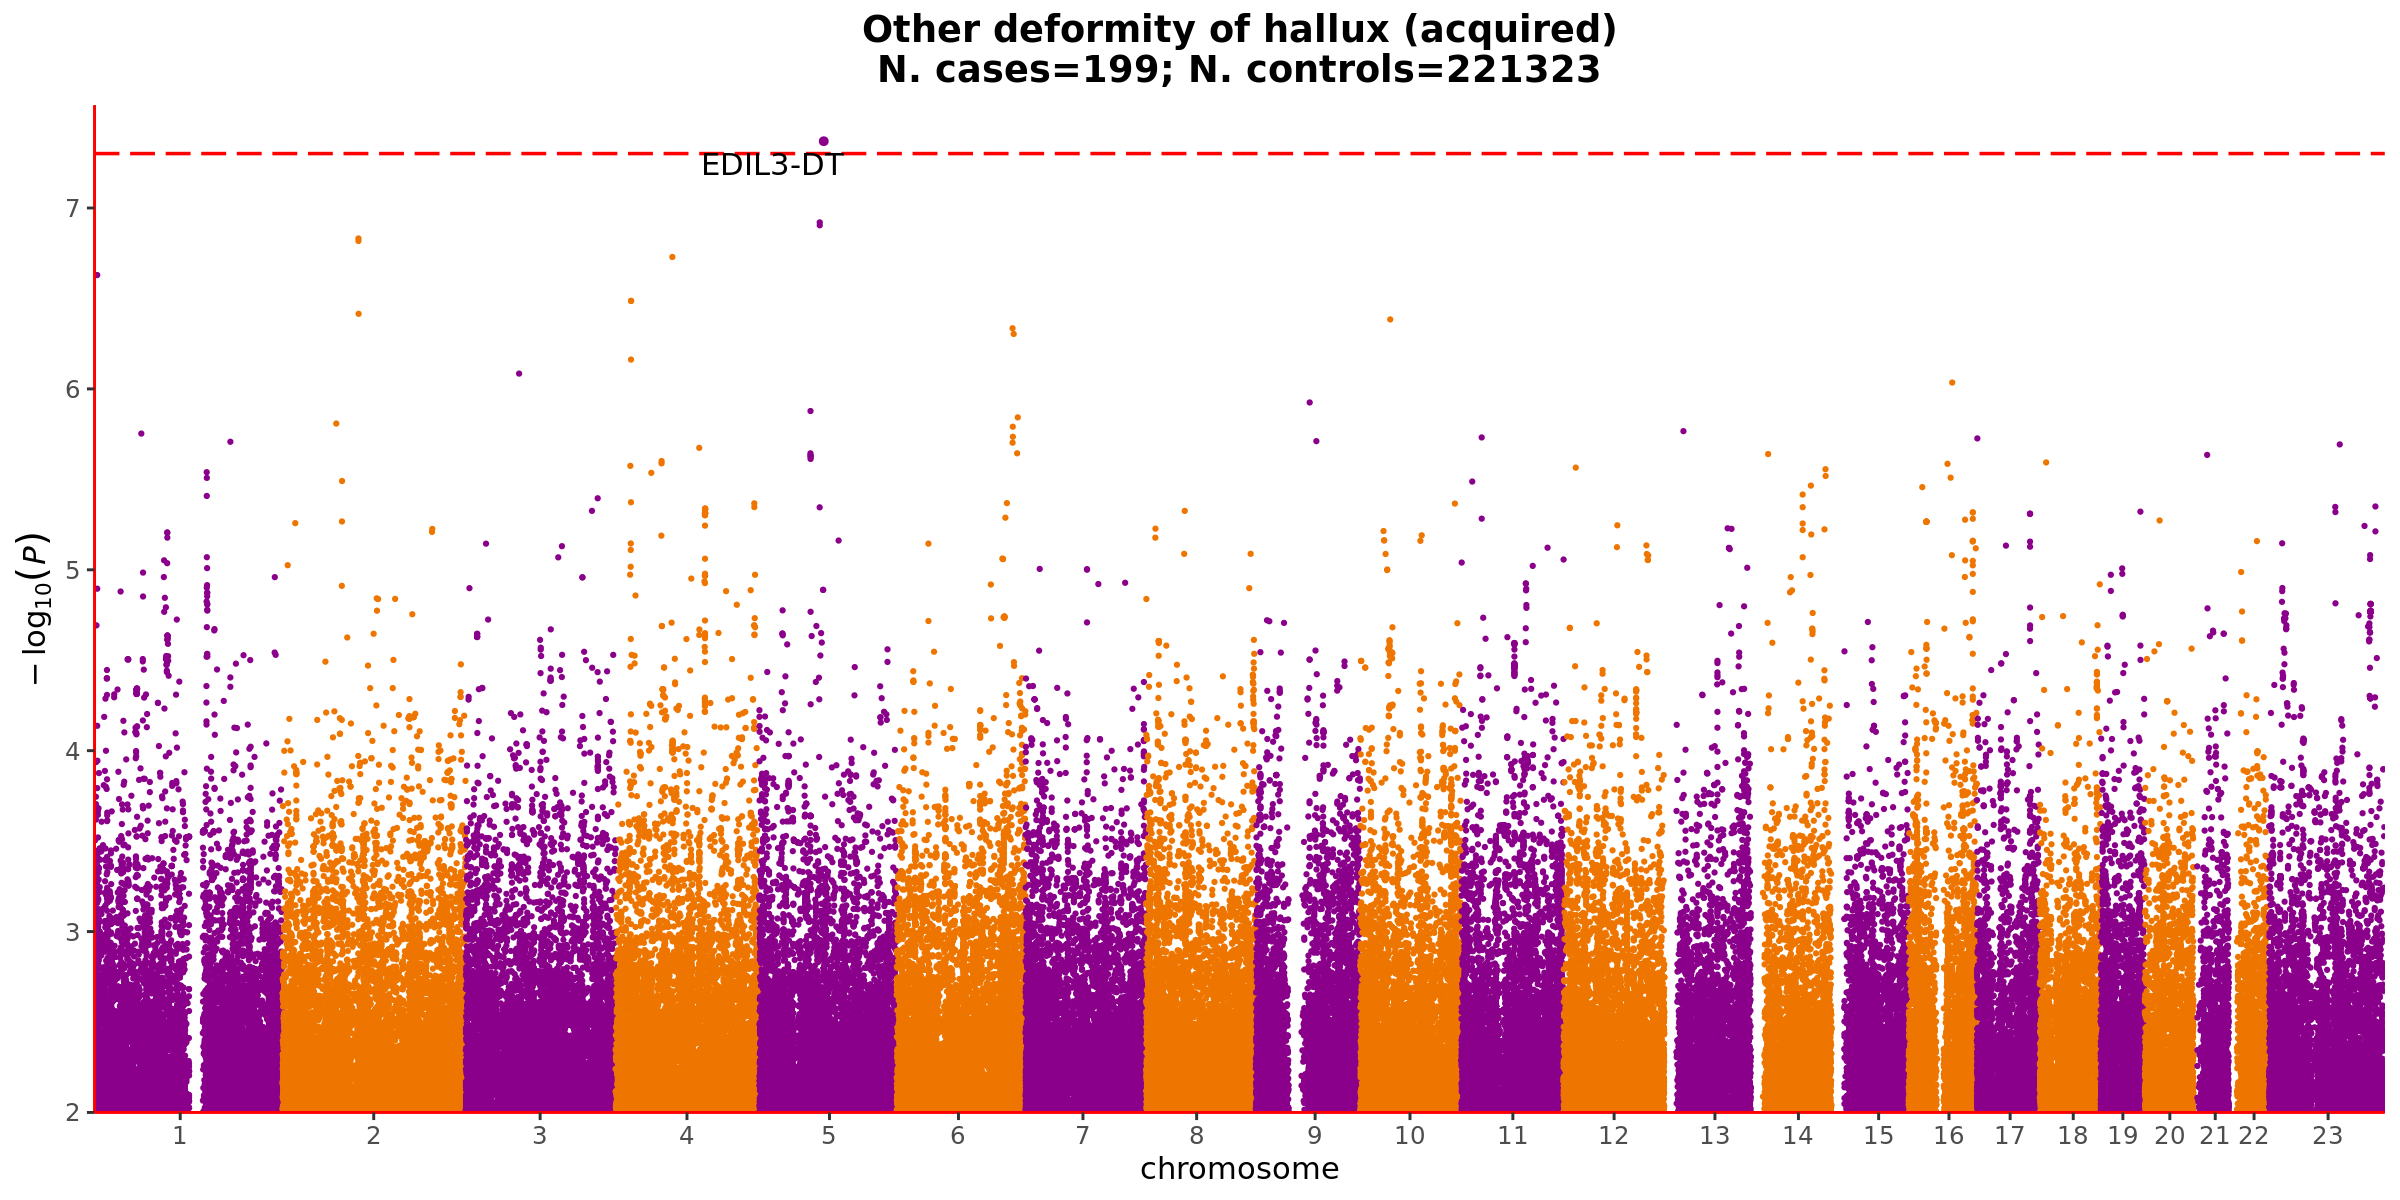 Other deformity of hallux (acquired)
N. cases=199; N. controls=221323
EDIL3-DT
7
6
5
4
3
2
−log10(P)
1 2 3 4 5 6 7 8 9 10 11 12 13 14 15 16 17 18 19 20 21 22 23
chromosome